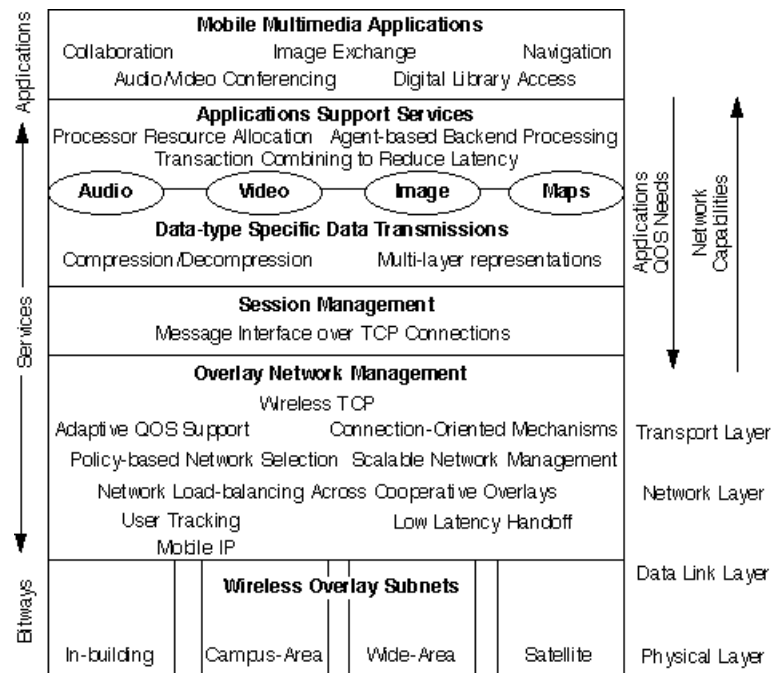 Mobile Multimedia Applications
Collaboration Image Exchange Navigation
Audio/Video Conferencing Digital Library Access
Applications Support Services
Processor Resource Allocation Agent-based Backend Processing
Transaction Combining to Reduce Latency
Audio Video Image Maps
Data-type Specific Data Transmissions
Compression/Decompression Multi-layer representations
Session Management
Message Interface over TCP Connections
Overlay Network Management
Wireless TCP
Adaptive QOS Support Connection-Oriented Mechanisms
Policy-based Network Selection Scalable Network Management
Network Load-balancing Across Cooperative Overlays
User Tracking Low Latency Handoff
Mobile IP
Wireless Overlay Subnets
In-building Campus-Area Wide-Area Satellite
Applications
Services
Bitways
Applications
QOS Needs
Network
Capabilities
Transport Layer
Network Layer
Data Link Layer
Physical Layer